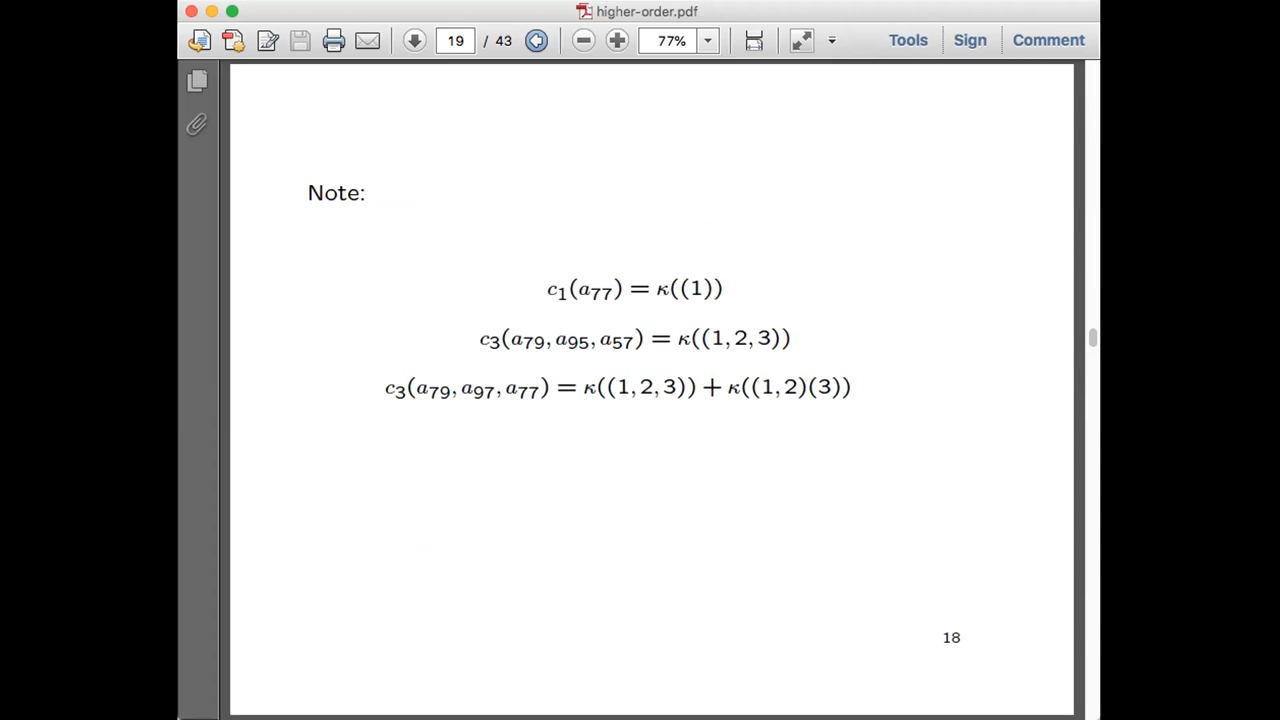 higher-order.pdf
19 / 43 77% Tools Sign Comment
Note:
c₁(a₇₇) = κ((1))
c₃(a₇₉, a₉₅, a₅₇) = κ((1, 2, 3))
c₃(a₇₉, a₉₇, a₇₇) = κ((1, 2, 3)) + κ((1, 2)(3))
18